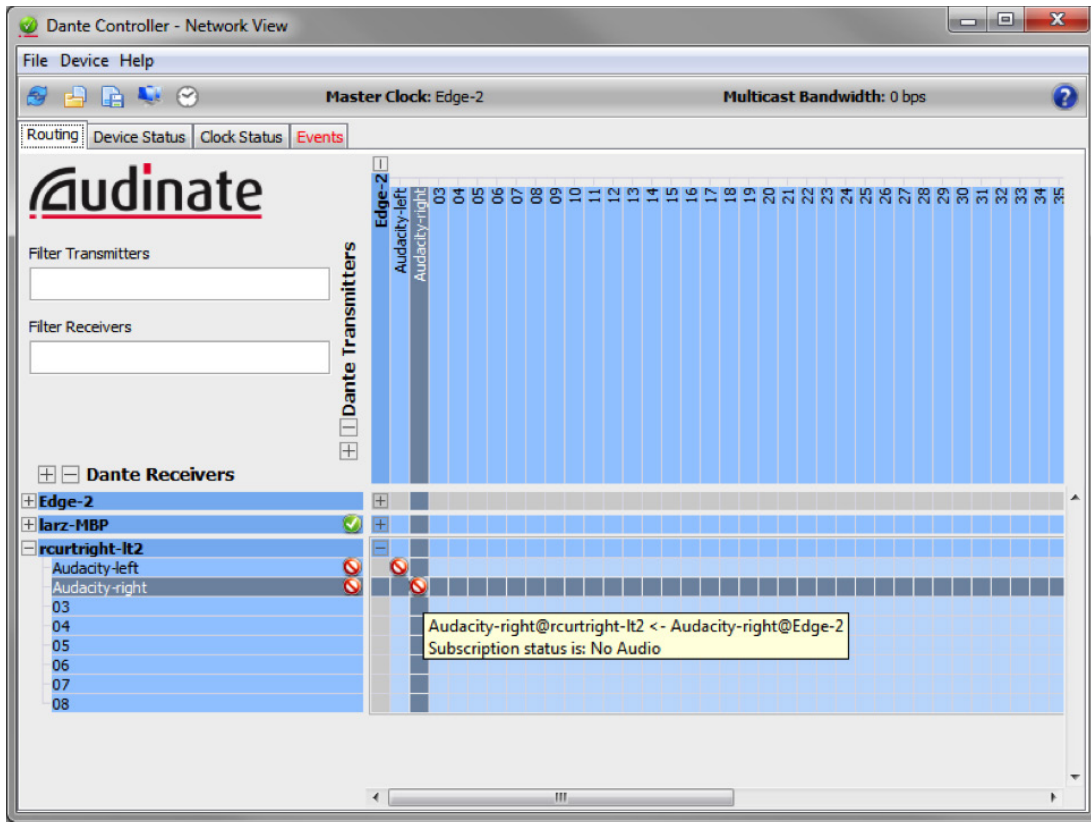 Dante Controller - Network View
File Device Help
Master Clock: Edge-2
Multicast Bandwidth: 0 bps
Routing Device Status Clock Status Events
Audinate
Filter Transmitters
Filter Receivers
Dante Transmitters
Edge-2
Audacity-left
Audacity-right
03
04
05
06
07
08
09
10
11
12
13
14
15
16
17
18
19
20
21
22
23
24
25
26
27
28
29
30
31
32
33
34
35
Dante Receivers
Edge-2
larz-MBP
rcurtright-lt2
Audacity-left
Audacity-right
03
04
05
06
07
08
Audacity-right@rcurtright-lt2 <- Audacity-right@Edge-2
Subscription status is: No Audio